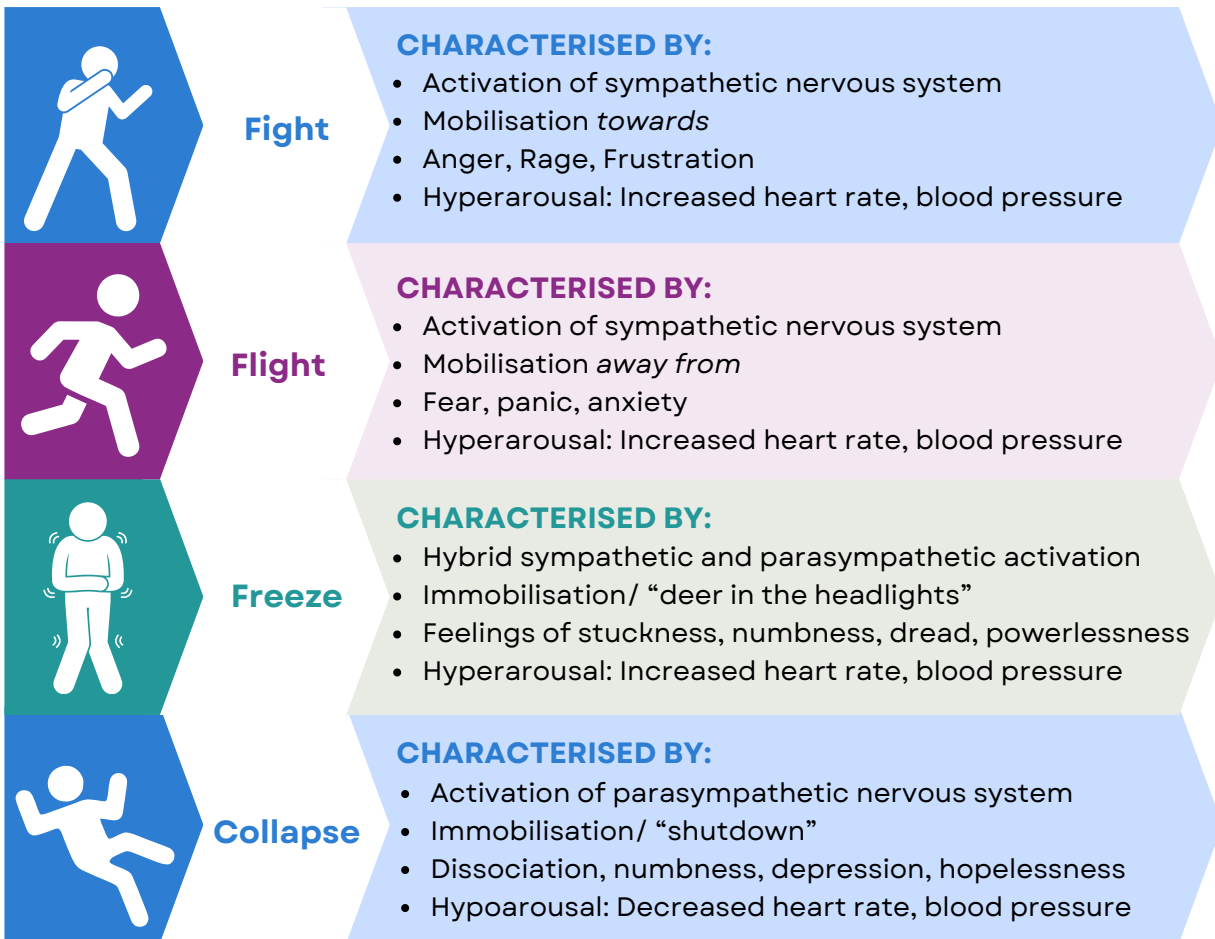 Fight
CHARACTERISED BY:
• Activation of sympathetic nervous system
• Mobilisation towards
• Anger, Rage, Frustration
• Hyperarousal: Increased heart rate, blood pressure
Flight
CHARACTERISED BY:
• Activation of sympathetic nervous system
• Mobilisation away from
• Fear, panic, anxiety
• Hyperarousal: Increased heart rate, blood pressure
Freeze
CHARACTERISED BY:
• Hybrid sympathetic and parasympathetic activation
• Immobilisation/ “deer in the headlights”
• Feelings of stuckness, numbness, dread, powerlessness
• Hyperarousal: Increased heart rate, blood pressure
Collapse
CHARACTERISED BY:
• Activation of parasympathetic nervous system
• Immobilisation/ “shutdown”
• Dissociation, numbness, depression, hopelessness
• Hypoarousal: Decreased heart rate, blood pressure